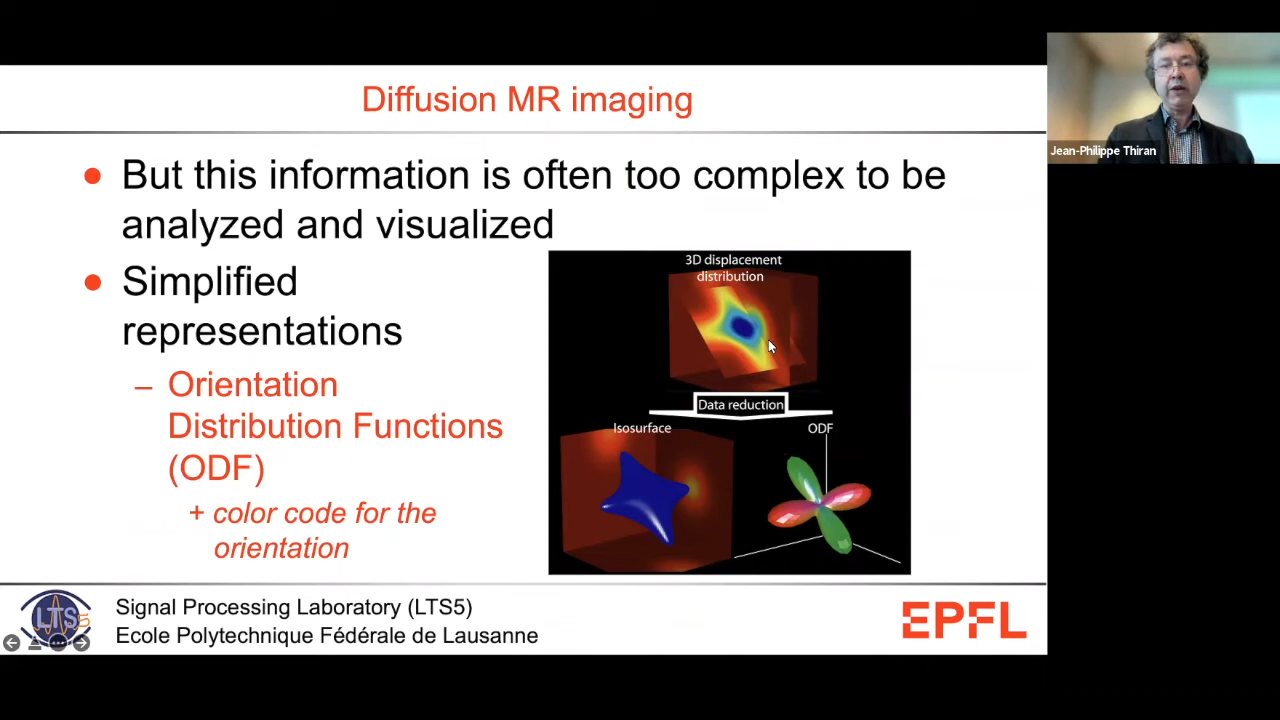 Diffusion MR imaging
Jean-Philippe Thiran
● But this information is often too complex to be
analyzed and visualized
● Simplified
representations
– Orientation
Distribution Functions
(ODF)
+ color code for the
orientation
3D displacement
distribution
Data reduction
Isosurface
ODF
LTS5
Signal Processing Laboratory (LTS5)
Ecole Polytechnique Fédérale de Lausanne
EPFL